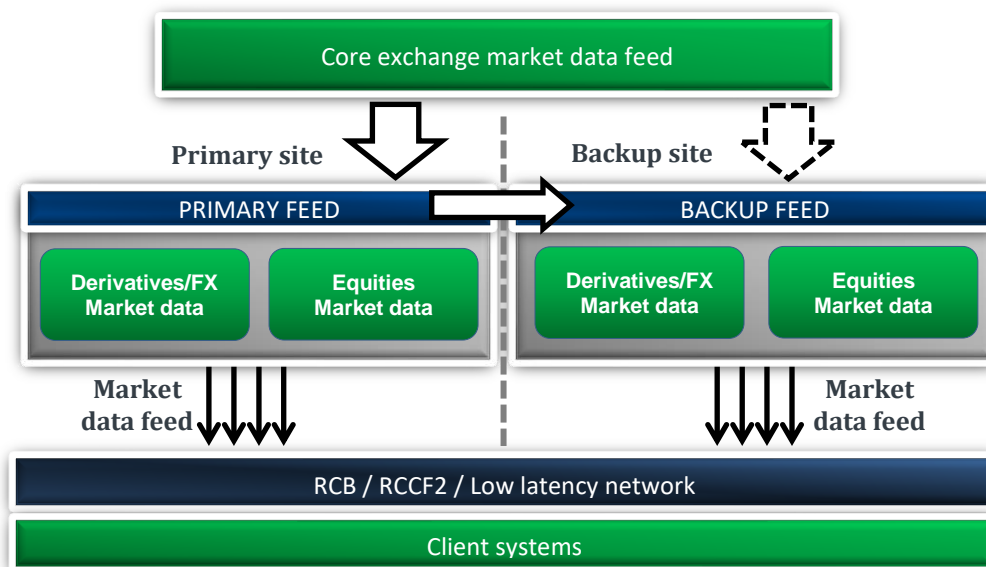 Core exchange market data feed
Primary site
Backup site
PRIMARY FEED
BACKUP FEED
Derivatives/FX
Market data
Equities
Market data
Derivatives/FX
Market data
Equities
Market data
Market
data feed
Market
data feed
RCB / RCCF2 / Low latency network
Client systems